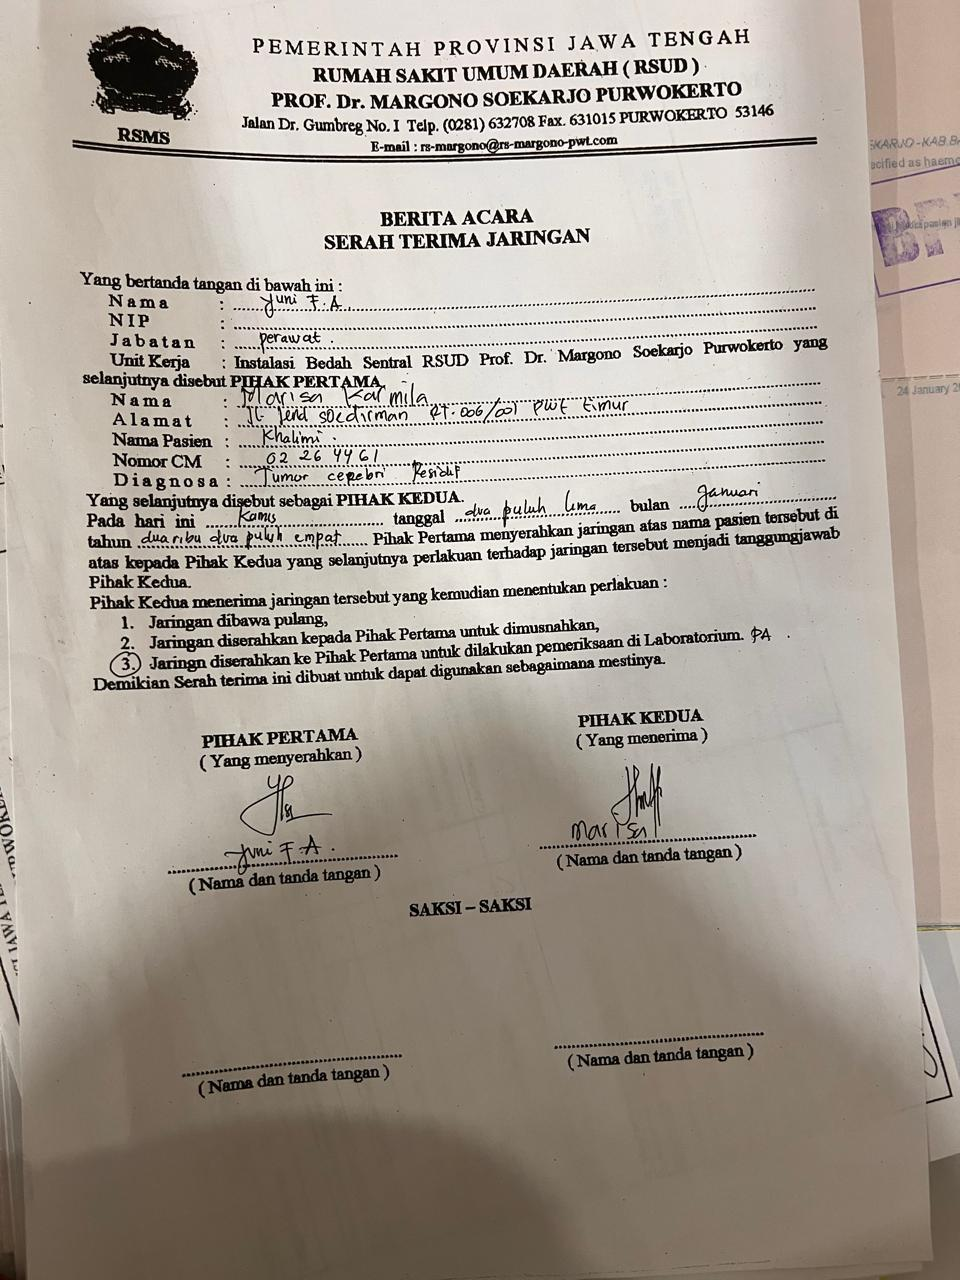 PEMERINTAH PROVINSI JAWA TENGAH
RUMAH SAKIT UMUM DAERAH ( RSUD )
PROF. Dr. MARGONO SOEKARJO PURWOKERTO
Jalan Dr. Gumbreg No. I Telp. (0281) 632708 Fax. 631015 PURWOKERTO 53146
E-mail : rs-margono@rs-margono-pwt.com
RSMS
BERITA ACARA
SERAH TERIMA JARINGAN
Yang bertanda tangan di bawah ini :
Nama : Yuni F.A
NIP :
Jabatan : perawat.
Unit Kerja : Instalasi Bedah Sentral RSUD Prof. Dr. Margono Soekarjo Purwokerto yang
selanjutnya disebut PIHAK PERTAMA
Nama : Marisa Karmila
Alamat : Jl. Jend Soedirman RT.006/001 PWT timur
Nama Pasien : Khalimi.
Nomor CM : 02 26 4461
Diagnosa : Tumor cerebri Residif
Yang selanjutnya disebut sebagai PIHAK KEDUA.
Pada hari ini Kamis tanggal dua puluh lima bulan Januari
tahun dua ribu dua puluh empat Pihak Pertama menyerahkan jaringan atas nama pasien tersebut di
atas kepada Pihak Kedua yang selanjutnya perlakuan terhadap jaringan tersebut menjadi tanggungjawab
Pihak Kedua.
Pihak Kedua menerima jaringan tersebut yang kemudian menentukan perlakuan :
1. Jaringan dibawa pulang,
2. Jaringan diserahkan kepada Pihak Pertama untuk dimusnahkan,
3. Jaringn diserahkan ke Pihak Pertama untuk dilakukan pemeriksaan di Laboratorium. PA.
Demikian Serah terima ini dibuat untuk dapat digunakan sebagaimana mestinya.
PIHAK PERTAMA
( Yang menyerahkan )
Yuni F.A.
( Nama dan tanda tangan )
PIHAK KEDUA
( Yang menerima )
Marisa
( Nama dan tanda tangan )
SAKSI – SAKSI
( Nama dan tanda tangan )
( Nama dan tanda tangan )
24 January